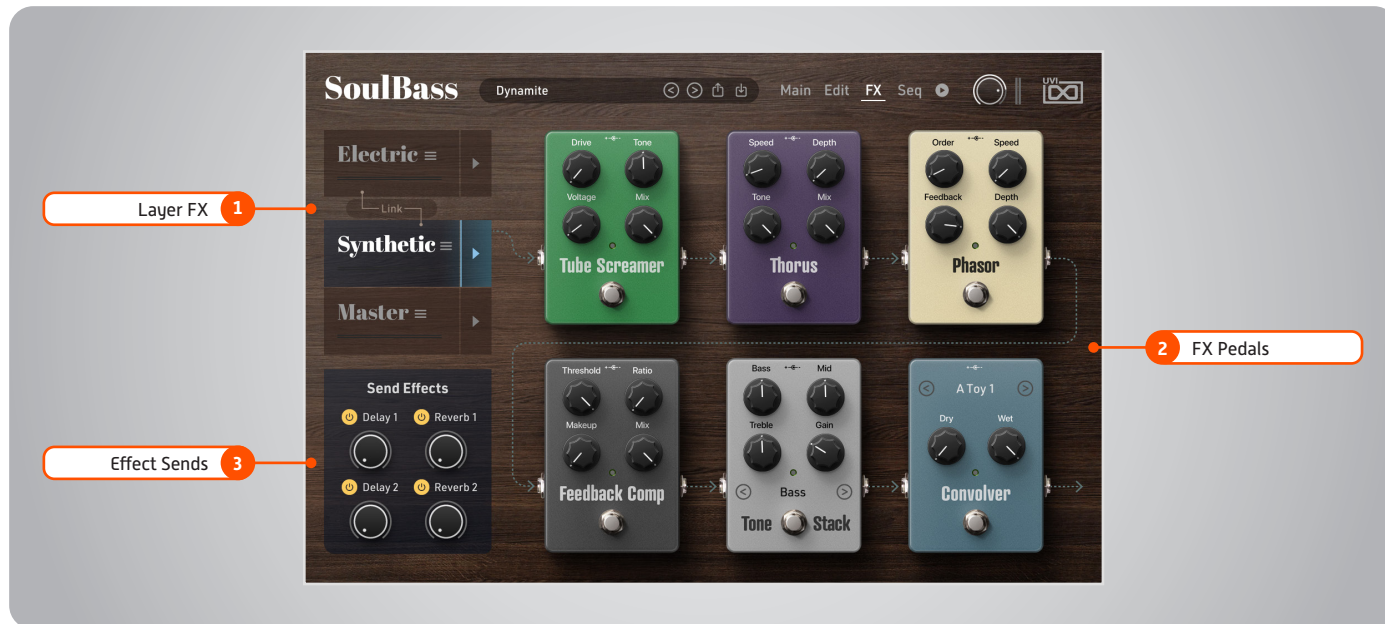 SoulBass Dynamite Main Edit FX Seq UVI
Electric
Link
Synthetic
Master
Layer FX 1
Drive Tone
Voltage Mix
Tube Screamer
Speed Depth
Tone Mix
Thorus
Order Speed
Feedback Depth
Phasor
2 FX Pedals
Send Effects
Delay 1 Reverb 1
Delay 2 Reverb 2
Effect Sends 3
Threshold Ratio
Makeup Mix
Feedback Comp
Bass Mid
Treble Gain
Bass
Tone Stack
A Toy 1
Dry Wet
Convolver